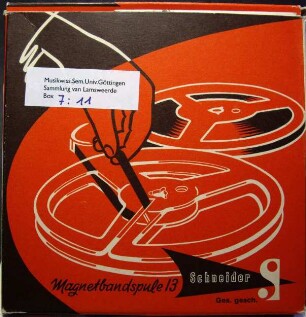 Musikwiss.Sem.Univ.Göttingen
Sammlung van Lamsweerde
Box 7:11
Magnetbandspule 13
Schneider
Ges. gesch.